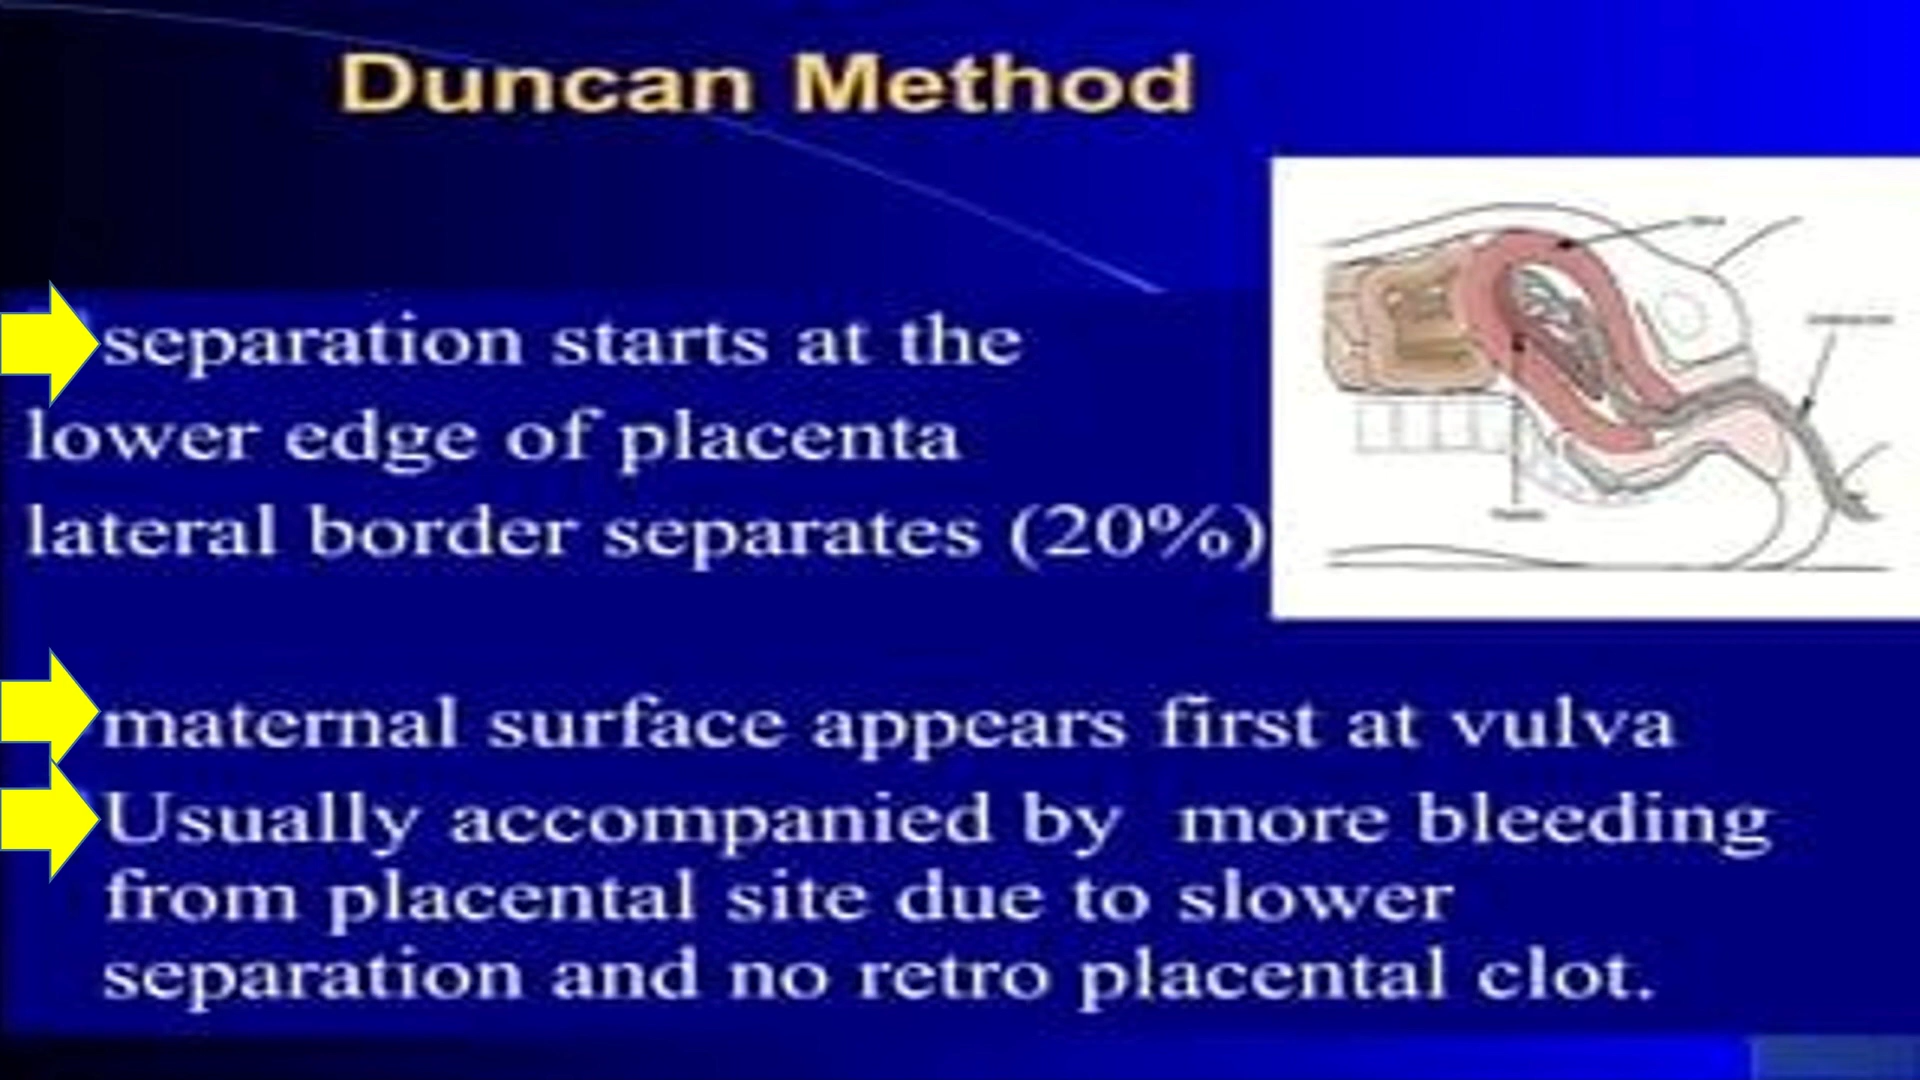 Duncan Method
separation starts at the
lower edge of placenta
lateral border separates (20%)
maternal surface appears first at vulva
Usually accompanied by more bleeding
from placental site due to slower
separation and no retro placental clot.